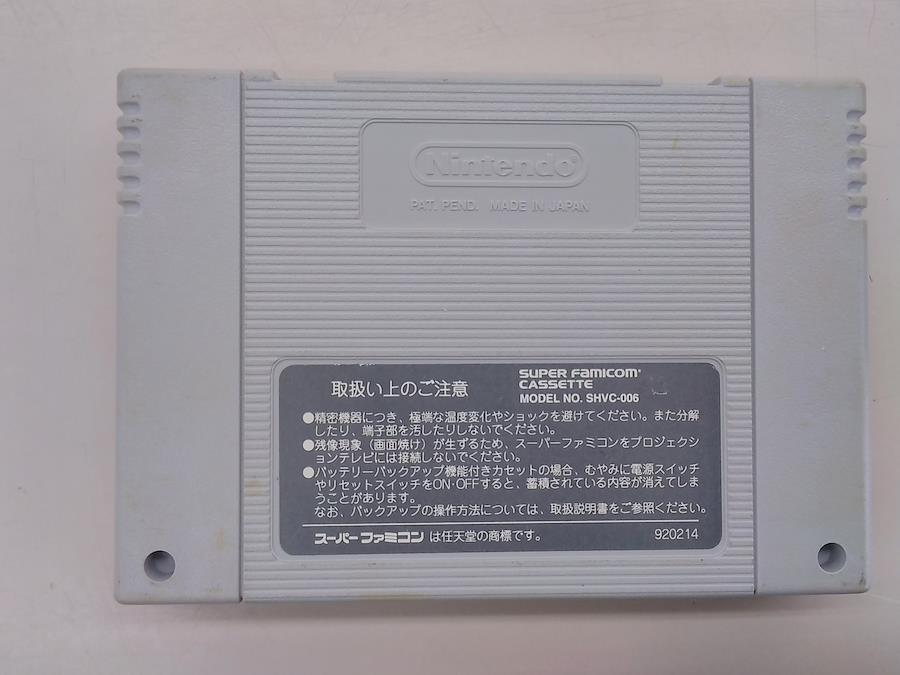 Nintendo®
PAT. PEND. MADE IN JAPAN
取扱い上のご注意
SUPER FAMICOM
CASSETTE
MODEL NO. SHVC-006
●精密機器につき、極端な温度変化やショックを避けてください。また分解
したり、端子部を汚したりしないでください。
●残像現象（画面焼け）が生ずるため、スーパーファミコンをプロジェクシ
ョンテレビには接続しないでください。
●バッテリーバックアップ機能付きカセットの場合、むやみに電源スイッチ
やリセットスイッチをON・OFFすると、蓄積されている内容が消えてしま
うことがあります。
なお、バックアップの操作方法については、取扱説明書をご参照ください。
スーパーファミコンは任天堂の商標です。
920214